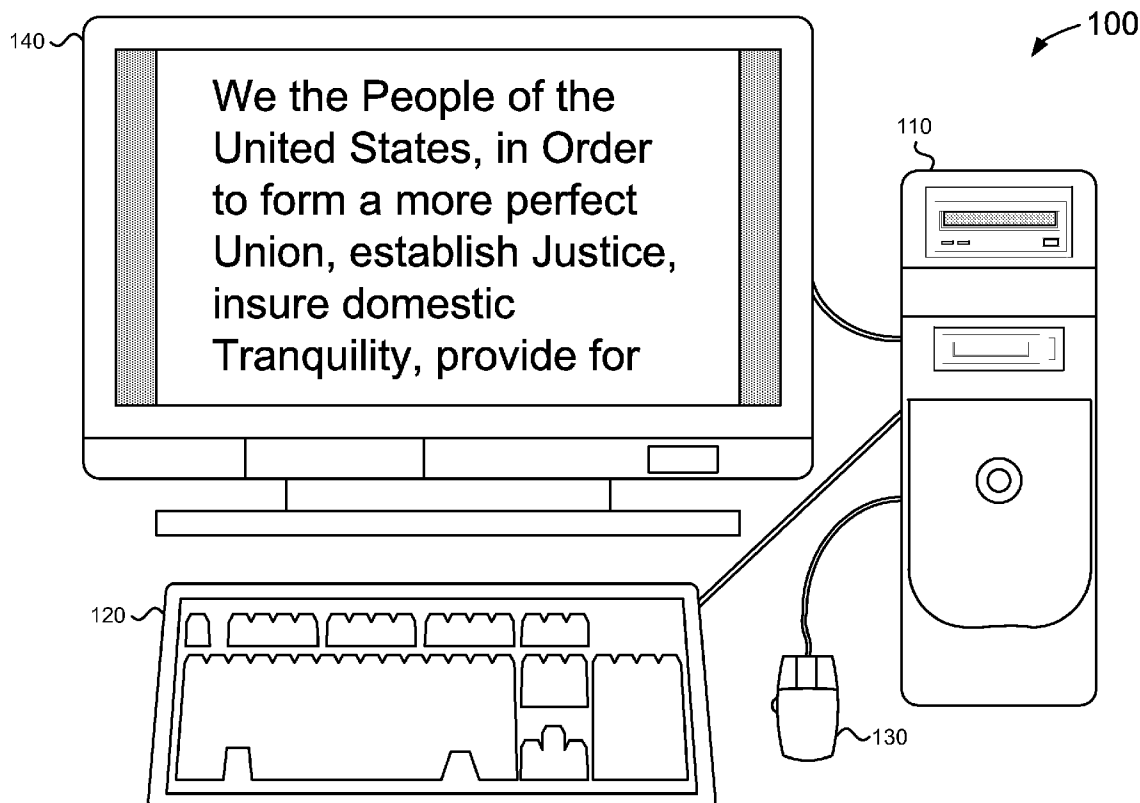 140
100
We the People of the
United States, in Order
to form a more perfect
Union, establish Justice,
insure domestic
Tranquility, provide for
110
120
130